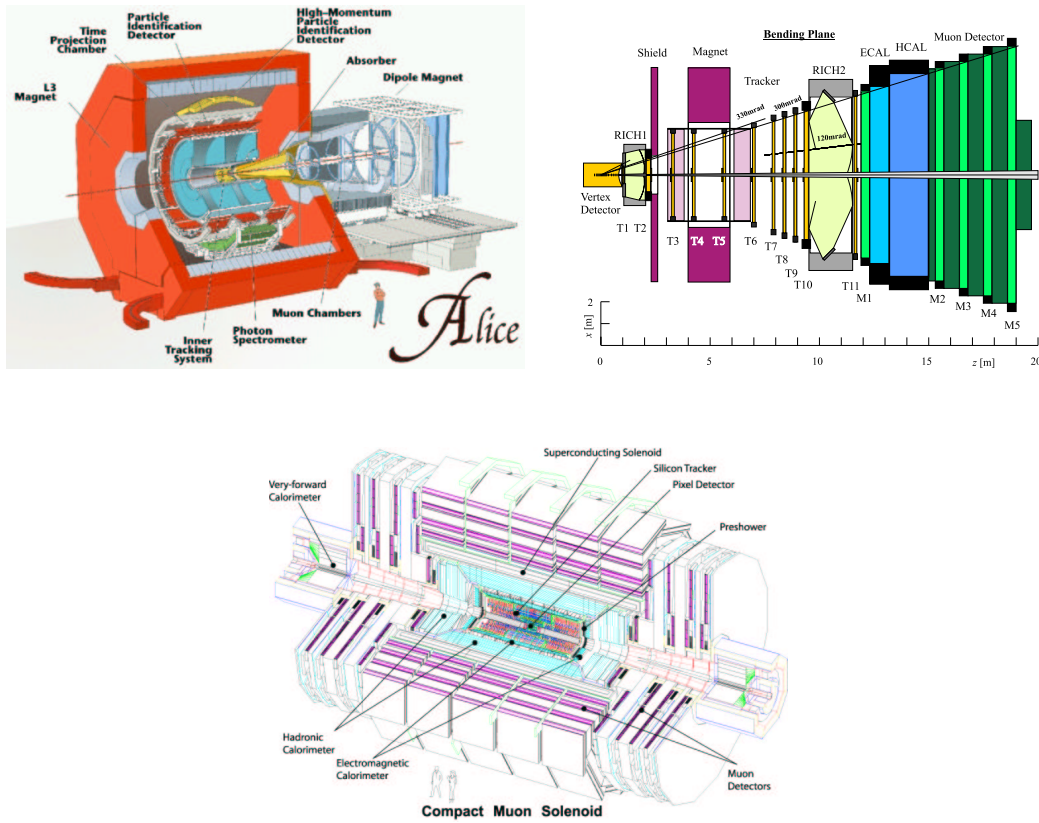 Particle
Identification
Detector
High-Momentum
Particle
Identification
Detector
Time
Projection
Chamber
Absorber
Dipole Magnet
L3
Magnet
Muon Chambers
Photon
Spectrometer
Inner
Tracking
System
Alice
Bending Plane
Shield
Magnet
Tracker
RICH2
ECAL
HCAL
Muon Detector
330mrad
300mrad
120mrad
RICH1
Vertex
Detector
T1 T2
T3
T4
T5
T6
T7
T8
T9
T10
T11
M1
M2
M3
M4
M5
2
1
x [m]
0
5
10
15
z [m]
20
Superconducting Solenoid
Silicon Tracker
Pixel Detector
Very-forward
Calorimeter
Preshower
Hadronic
Calorimeter
Electromagnetic
Calorimeter
Muon
Detectors
Compact Muon Solenoid